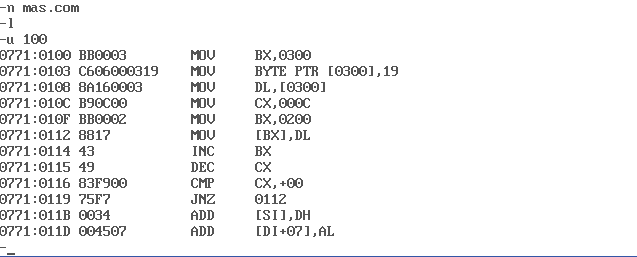 -n mas.com
-l
-u 100
0771:0100 BB0003 MOV BX,0300
0771:0103 C606000319 MOV BYTE PTR [0300],19
0771:0108 8A160003 MOV DL,[0300]
0771:010C B90C00 MOV CX,000C
0771:010F BB0002 MOV BX,0200
0771:0112 8817 MOV [BX],DL
0771:0114 43 INC BX
0771:0115 49 DEC CX
0771:0116 83F900 CMP CX,+00
0771:0119 75F7 JNZ 0112
0771:011B 0034 ADD [SI],DH
0771:011D 004507 ADD [DI+07],AL
-_